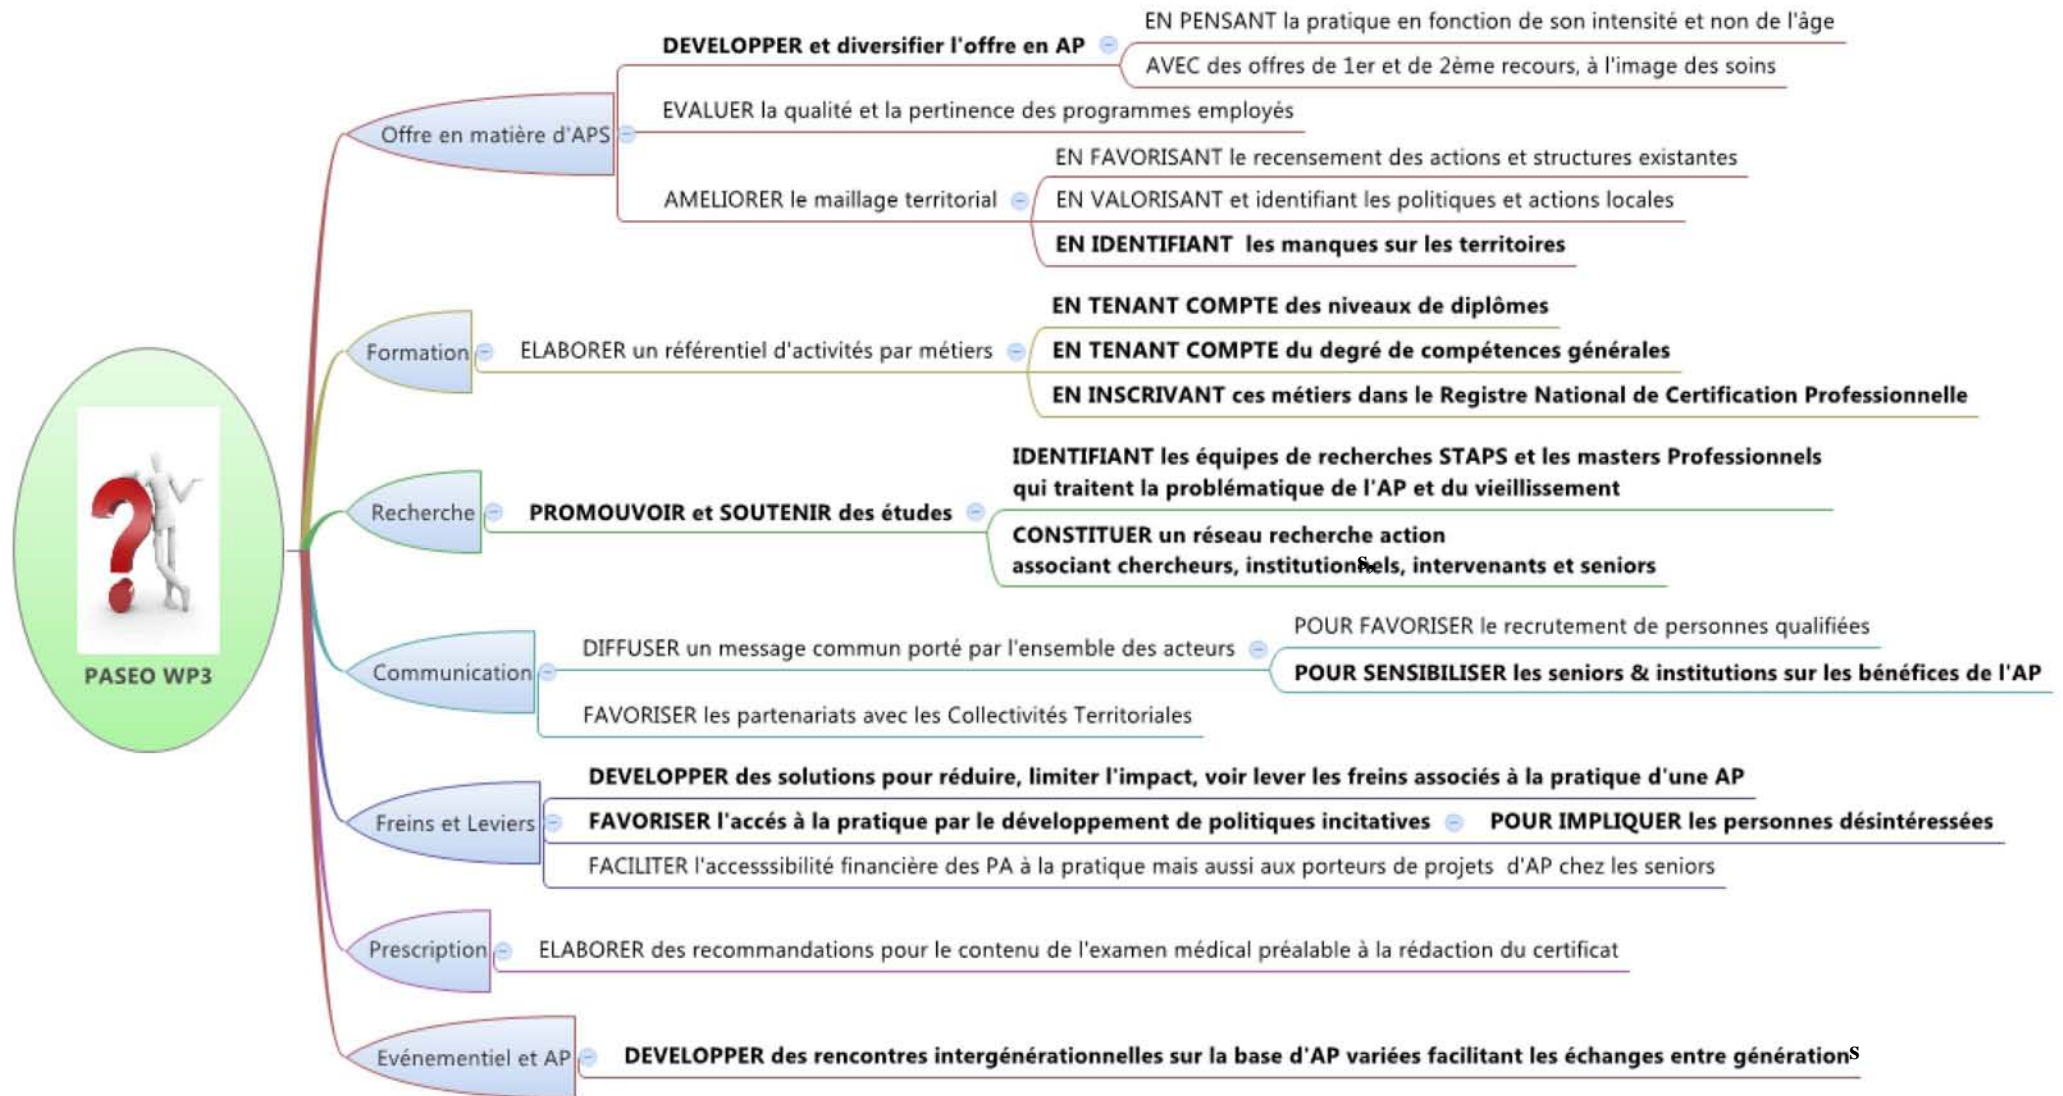 PASEO WP3
Offre en matière d'APS
DEVELOPPER et diversifier l'offre en AP
EN PENSANT la pratique en fonction de son intensité et non de l'âge
AVEC des offres de 1er et de 2ème recours, à l'image des soins
EVALUER la qualité et la pertinence des programmes employés
AMELIORER le maillage territorial
EN FAVORISANT le recensement des actions et structures existantes
EN VALORISANT et identifiant les politiques et actions locales
EN IDENTIFIANT les manques sur les territoires
Formation
ELABORER un référentiel d'activités par métiers
EN TENANT COMPTE des niveaux de diplômes
EN TENANT COMPTE du degré de compétences générales
EN INSCRIVANT ces métiers dans le Registre National de Certification Professionnelle
Recherche
PROMOUVOIR et SOUTENIR des études
IDENTIFIANT les équipes de recherches STAPS et les masters Professionnels
qui traitent la problématique de l'AP et du vieillissement
CONSTITUER un réseau recherche action
associant chercheurs, institutionnels, intervenants et seniors
Communication
DIFFUSER un message commun porté par l'ensemble des acteurs
POUR FAVORISER le recrutement de personnes qualifiées
POUR SENSIBILISER les seniors & institutions sur les bénéfices de l'AP
FAVORISER les partenariats avec les Collectivités Territoriales
Freins et Leviers
DEVELOPPER des solutions pour réduire, limiter l'impact, voir lever les freins associés à la pratique d'une AP
FAVORISER l'accés à la pratique par le développement de politiques incitatives
POUR IMPLIQUER les personnes désintéressées
FACILITER l'accesssibilité financière des PA à la pratique mais aussi aux porteurs de projets d'AP chez les seniors
Prescription
ELABORER des recommandations pour le contenu de l'examen médical préalable à la rédaction du certificat
Evénementiel et AP
DEVELOPPER des rencontres intergénérationnelles sur la base d'AP variées facilitant les échanges entre générations